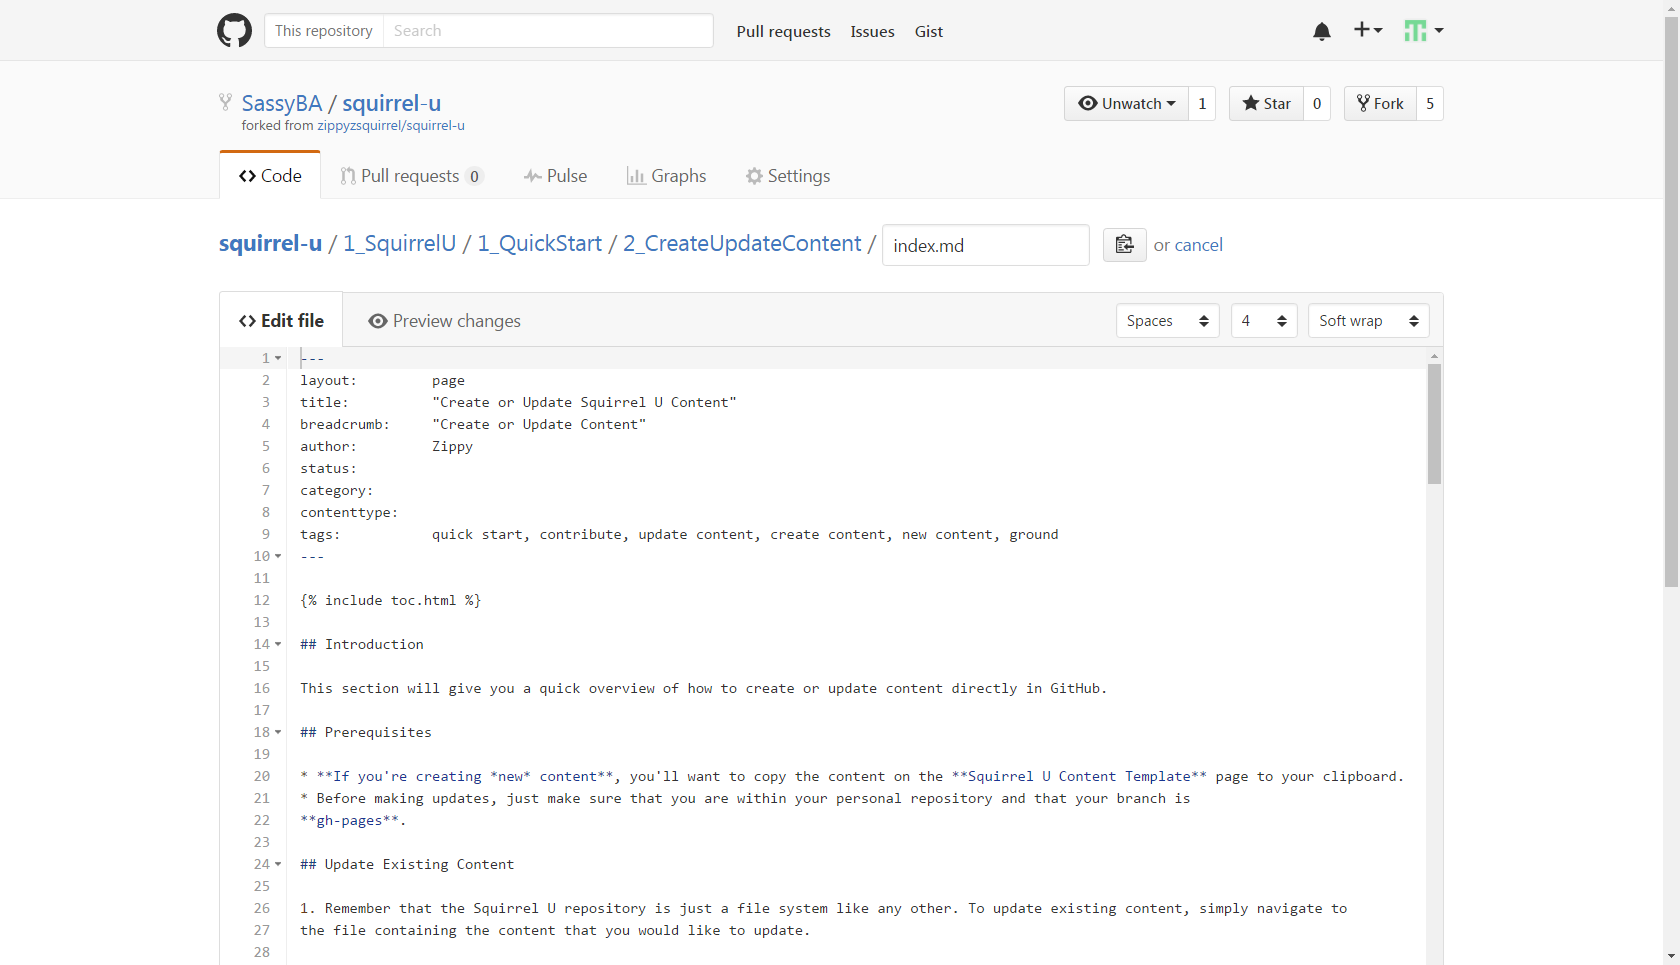 This repository Search Pull requests Issues Gist
SassyBA / squirrel-u Unwatch 1 Star 0 Fork 5
forked from zippyzsquirrel/squirrel-u
Code Pull requests 0 Pulse Graphs Settings
squirrel-u / 1_SquirrelU / 1_QuickStart / 2_CreateUpdateContent / index.md or cancel
Edit file Preview changes Spaces 4 Soft wrap
1 ---
2 layout: page
3 title: "Create or Update Squirrel U Content"
4 breadcrumb: "Create or Update Content"
5 author: Zippy
6 status:
7 category:
8 contenttype:
9 tags: quick start, contribute, update content, create content, new content, ground
10 ---
11
12 {% include toc.html %}
13
14 ## Introduction
15
16 This section will give you a quick overview of how to create or update content directly in GitHub.
17
18 ## Prerequisites
19
20 * **If you're creating *new* content**, you'll want to copy the content on the **Squirrel U Content Template** page to your clipboard.
21 * Before making updates, just make sure that you are within your personal repository and that your branch is
22 **gh-pages**.
23
24 ## Update Existing Content
25
26 1. Remember that the Squirrel U repository is just a file system like any other. To update existing content, simply navigate to
27 the file containing the content that you would like to update.
28